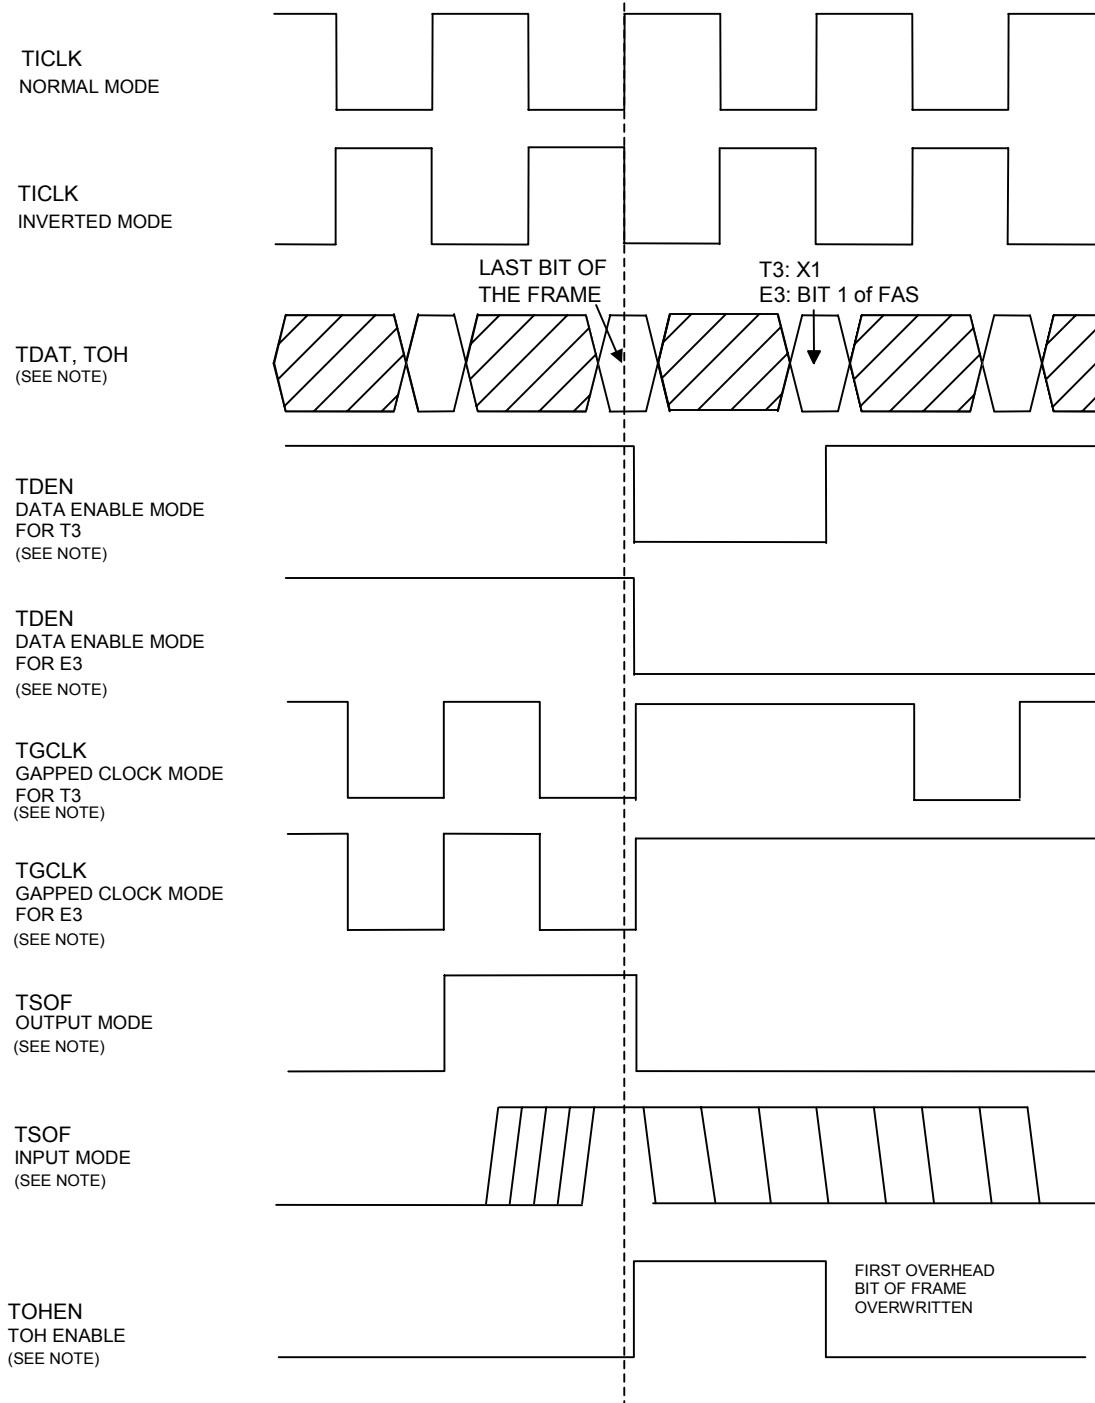 TICLK
NORMAL MODE
TICLK
INVERTED MODE
LAST BIT OF
THE FRAME
T3: X1
E3: BIT 1 of FAS
TDAT, TOH
(SEE NOTE)
TDEN
DATA ENABLE MODE
FOR T3
(SEE NOTE)
TDEN
DATA ENABLE MODE
FOR E3
(SEE NOTE)
TGCLK
GAPPED CLOCK MODE
FOR T3
(SEE NOTE)
TGCLK
GAPPED CLOCK MODE
FOR E3
(SEE NOTE)
TSOF
OUTPUT MODE
(SEE NOTE)
TSOF
INPUT MODE
(SEE NOTE)
FIRST OVERHEAD
BIT OF FRAME
OVERWRITTEN
TOHEN
TOH ENABLE
(SEE NOTE)